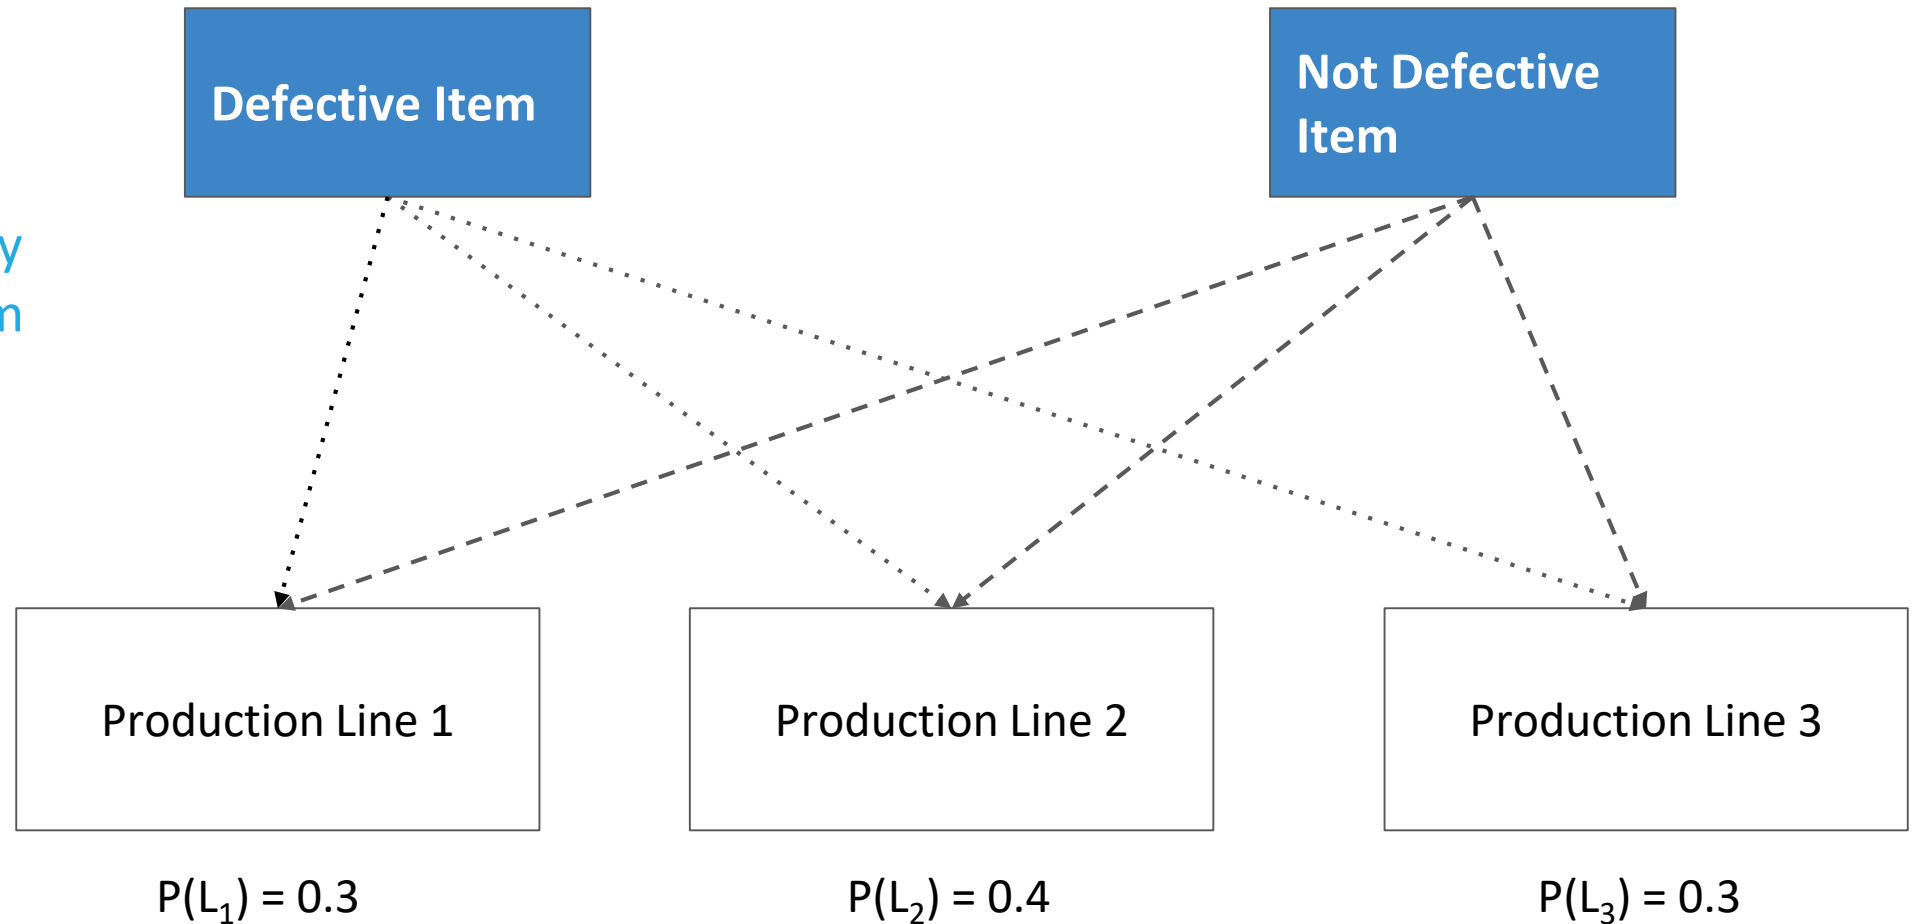 Defective Item
Not Defective
Item
y
m
Production Line 1
Production Line 2
Production Line 3
P(L₁) = 0.3
P(L₂) = 0.4
P(L₃) = 0.3